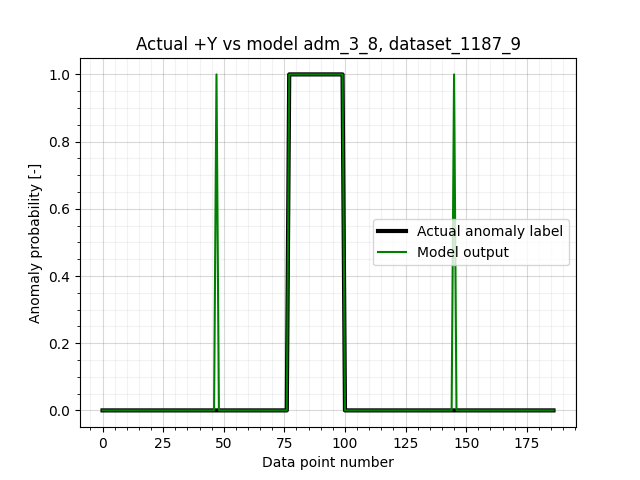 Actual +Y vs model adm_3_8, dataset_1187_9
Anomaly probability [-]
1.0
0.8
0.6
0.4
0.2
0.0
Actual anomaly label
Model output
0 25 50 75 100 125 150 175
Data point number